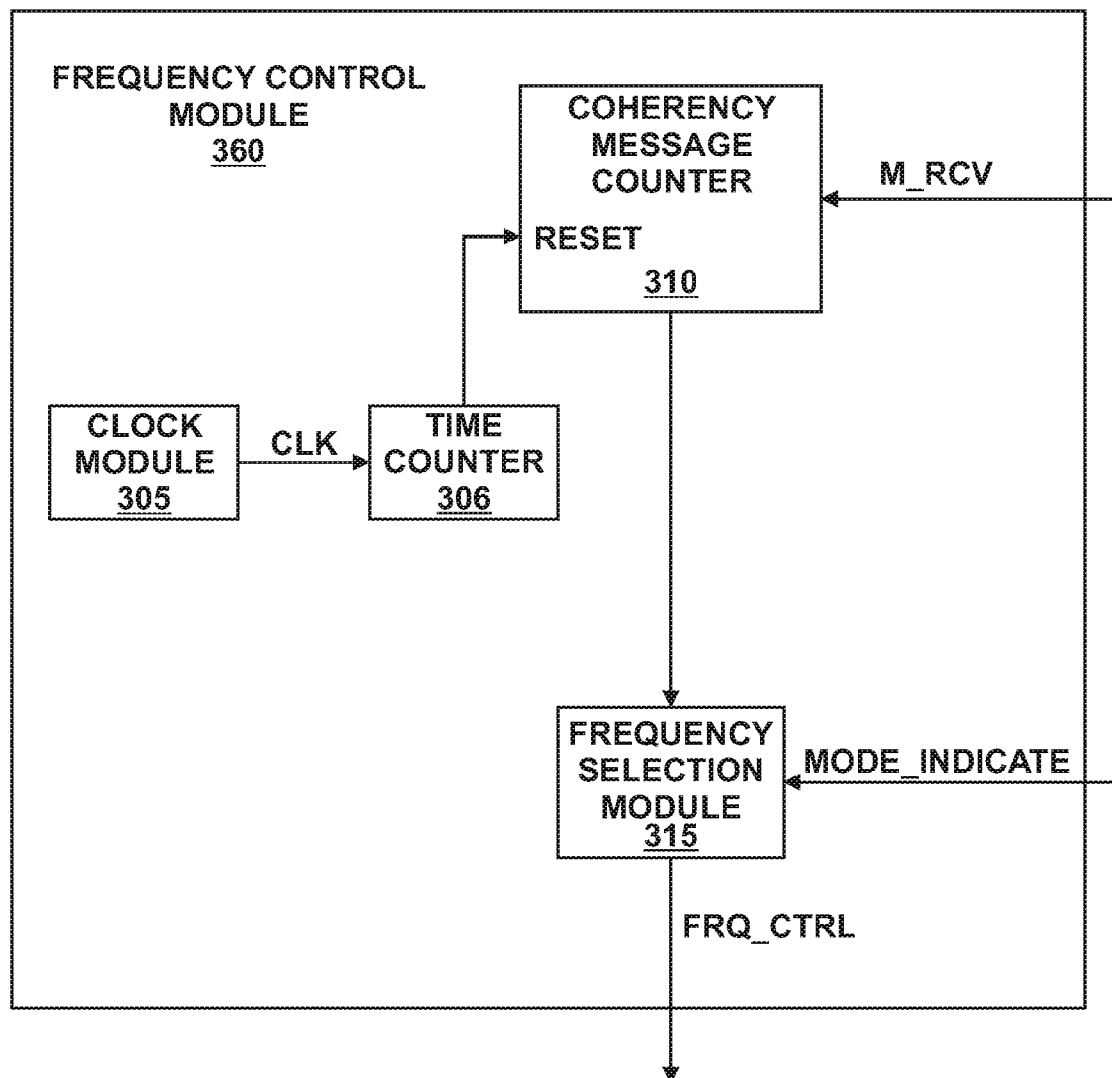 FREQUENCY CONTROL
MODULE
360
COHERENCY
MESSAGE
COUNTER
RESET
310
M_RCV
CLOCK
MODULE
305
CLK
TIME
COUNTER
306
FREQUENCY
SELECTION
MODULE
315
MODE_INDICATE
FRQ_CTRL